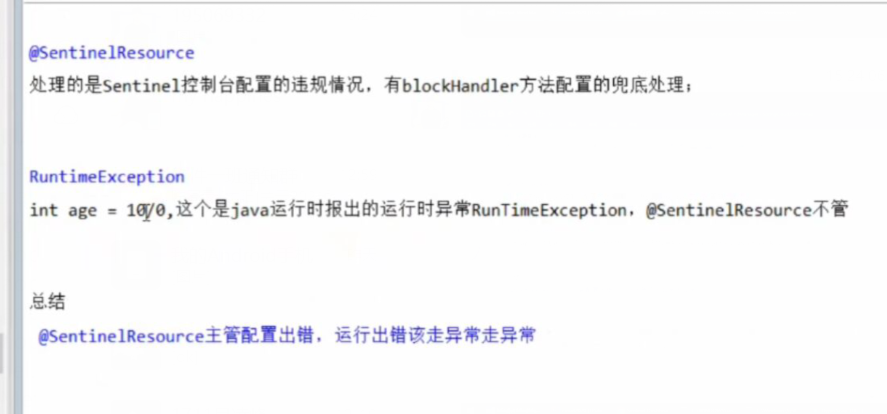 @SentinelResource
处理的是Sentinel控制台配置的违规情况，有blockHandler方法配置的兜底处理；
RuntimeException
int age = 10/0,这个是java运行时报出的运行时异常RunTimeException，@SentinelResource不管
总结
@SentinelResource主管配置出错，运行出错该走异常走异常